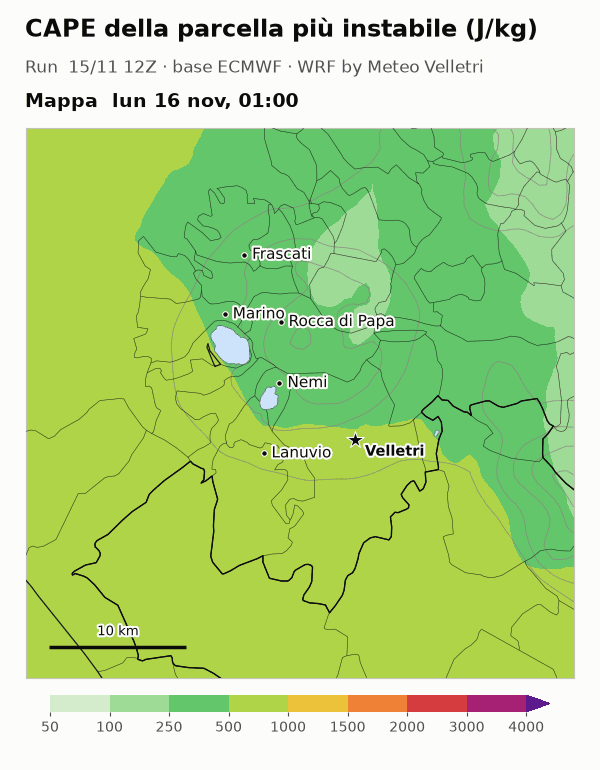 CAPE della parcella più instabile (J/kg)
Run  15/11 12Z · base ECMWF · WRF by Meteo Velletri
Mappa  lun 16 nov, 01:00
Frascati
Marino
Rocca di Papa
Nemi
Velletri
Lanuvio
10 km
50 100 250 500 1000 1500 2000 3000 4000